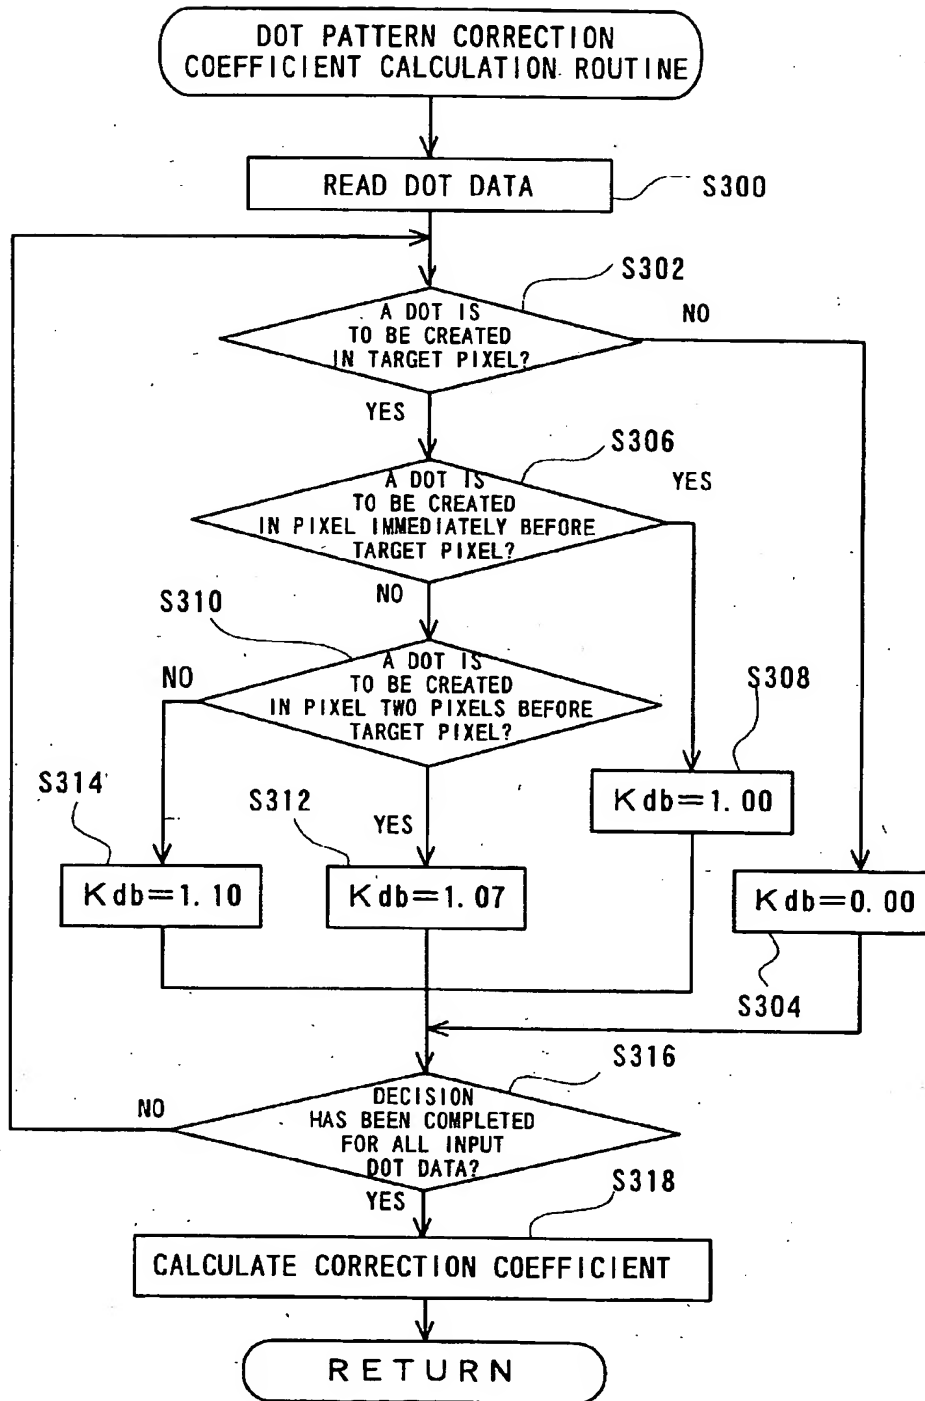 DOT PATTERN CORRECTION
COEFFICIENT CALCULATION ROUTINE
READ DOT DATA
S300
S302
A DOT IS
TO BE CREATED
IN TARGET PIXEL?
NO
YES
S306
A DOT IS
TO BE CREATED
IN PIXEL IMMEDIATELY BEFORE
TARGET PIXEL?
YES
NO
S310
A DOT IS
TO BE CREATED
IN PIXEL TWO PIXELS BEFORE
TARGET PIXEL?
NO
YES
S308
Kdb=1.00
S314
Kdb=1.10
S312
Kdb=1.07
Kdb=0.00
S304
S316
DECISION
HAS BEEN COMPLETED
FOR ALL INPUT
DOT DATA?
NO
YES
S318
CALCULATE CORRECTION COEFFICIENT
RETURN